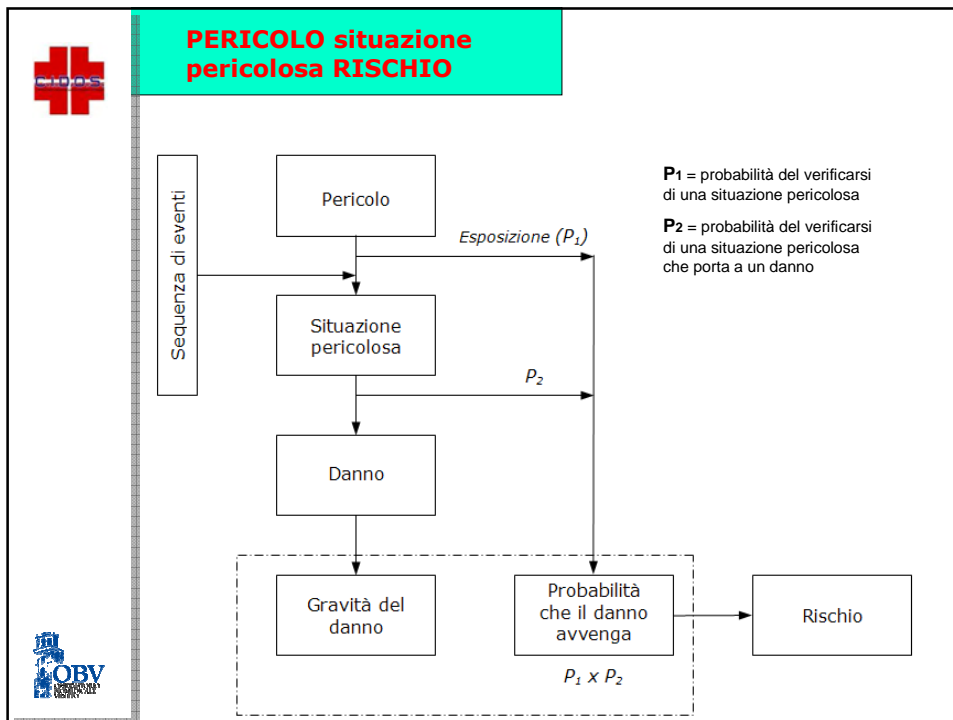 PERICOLO situazione
pericolosa RISCHIO
CIDOS
Sequenza di eventi
Pericolo
Esposizione (P1)
P1 = probabilità del verificarsi
di una situazione pericolosa
P2 = probabilità del verificarsi
di una situazione pericolosa
che porta a un danno
Situazione
pericolosa
P2
Danno
Gravità del
danno
Probabilità
che il danno
avvenga
Rischio
P1 x P2
OBV